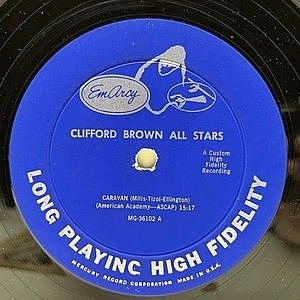 EmArcy
CLIFFORD BROWN ALL STARS
A Custom
High
Fidelity
Recording
CARAVAN (Mills-Tizol-Ellington)
(American Academy—ASCAP) 15:17
MG-36102 A
LONG PLAYING HIGH FIDELITY
MERCURY RECORD CORPORATION MADE IN U.S.A.